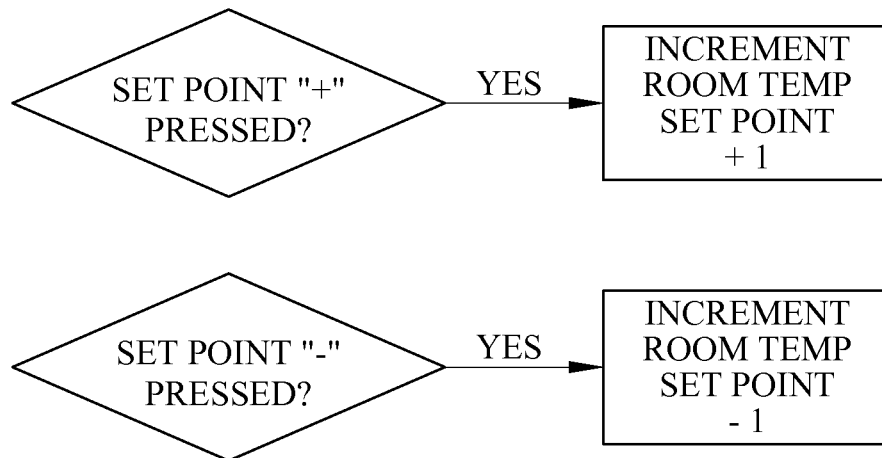 SET POINT "+"
PRESSED?
YES
INCREMENT
ROOM TEMP
SET POINT
+ 1
SET POINT "-"
PRESSED?
YES
INCREMENT
ROOM TEMP
SET POINT
- 1